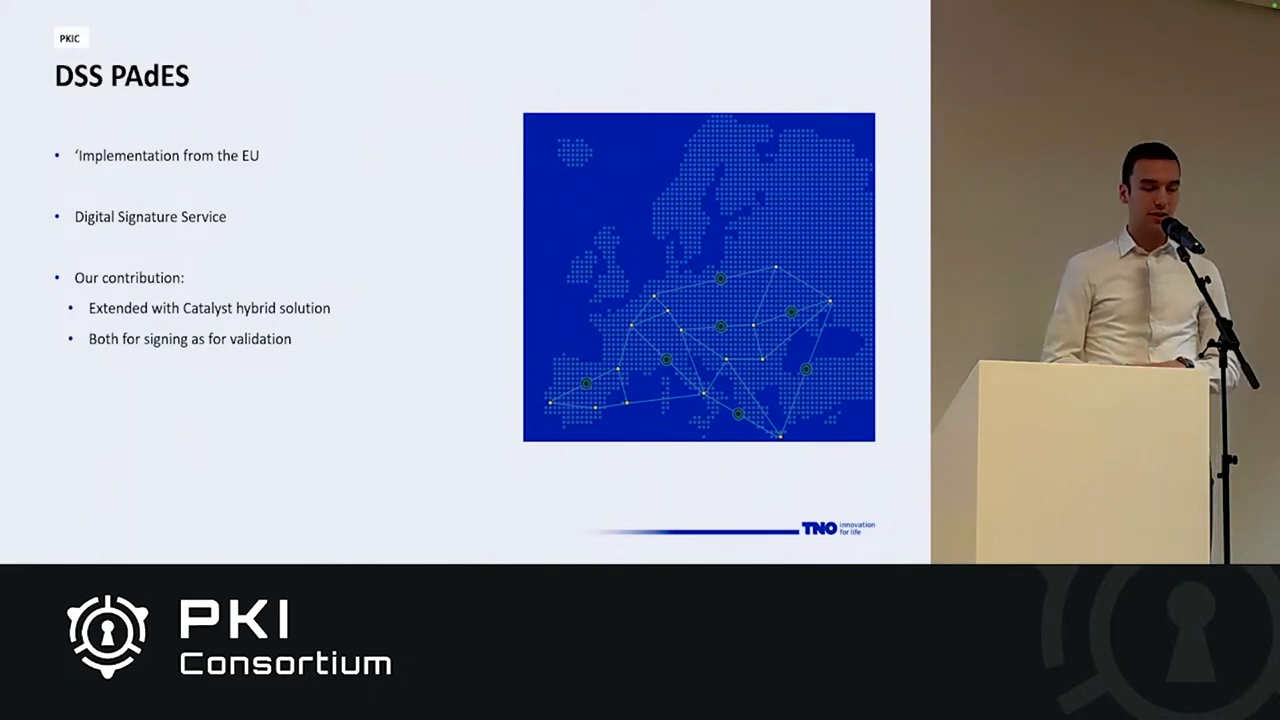 PKIC
DSS PAdES
• ‘Implementation from the EU
• Digital Signature Service
• Our contribution:
• Extended with Catalyst hybrid solution
• Both for signing as for validation
TNO innovation
for life
PKI
Consortium